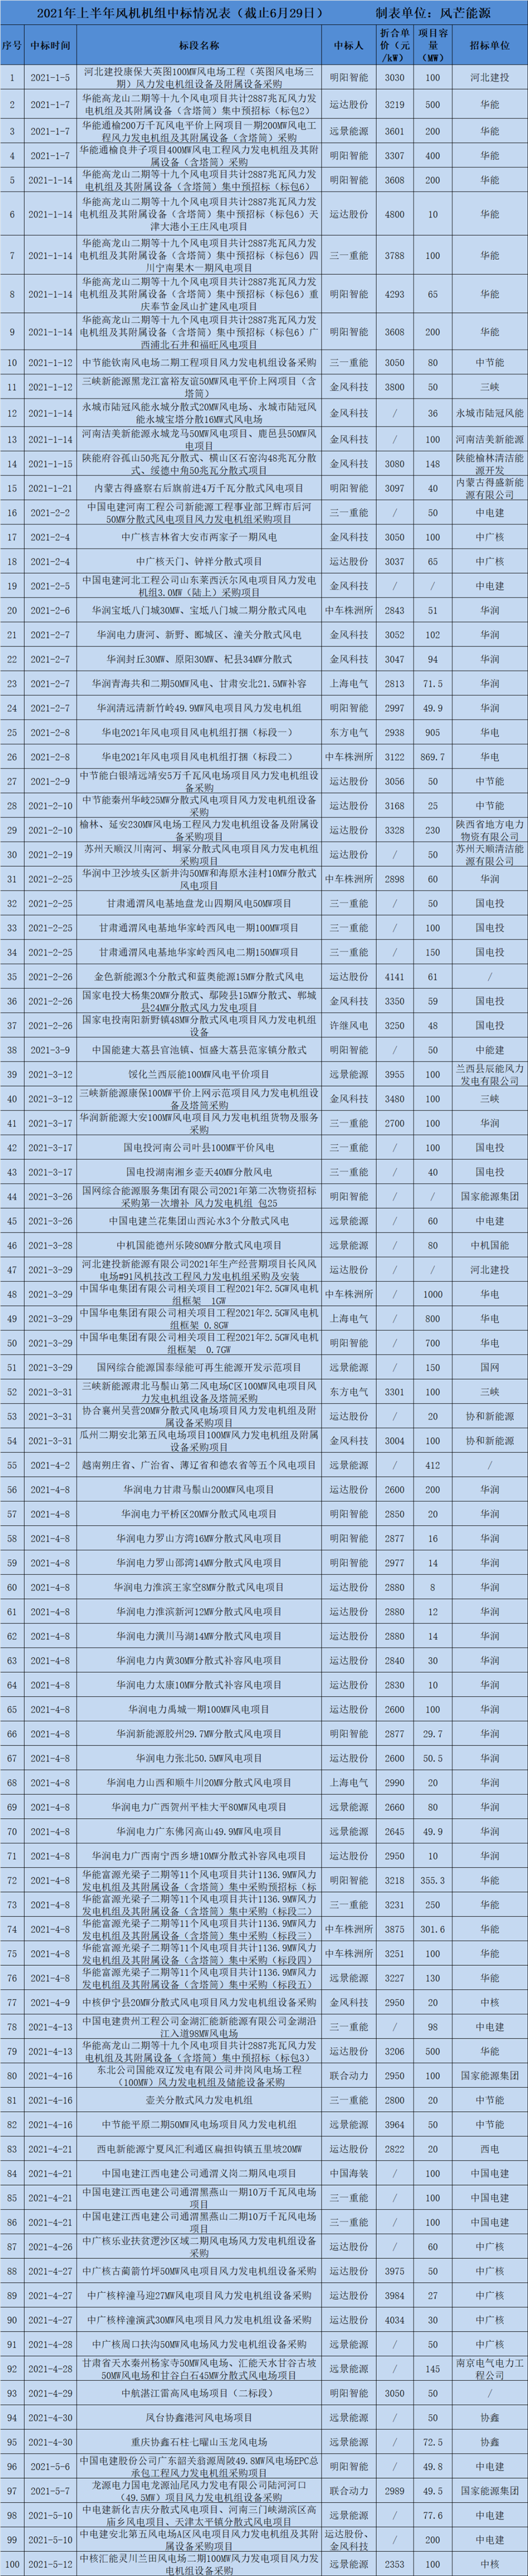 2021年上半年风机机组中标情况表（截止6月29日） 制表单位：风芒能源
序号 中标时间 标段名称 中标人 折合单价（元/kW） 项目容量（MW） 招标单位
1 2021-1-5 河北建投康保大英图100MW风电场工程（英图风电场三期）风力发电机组设备及附属设备采购 明阳智能 3030 100 河北建投
2 2021-1-7 华能高龙山二期等十九个风电项目共计2887兆瓦风力发电机组及其附属设备（含塔筒）集中预招标（标包2） 运达股份 3219 500 华能
3 2021-1-7 华能通榆200万千瓦风电平价上网项目一期200MW风电工程风力发电机组及其附属设备（含塔筒）采购 远景能源 3601 200 华能
4 2021-1-7 华能通榆良井子项目400MW风电工程风力发电机组及其附属设备（含塔筒）采购 明阳智能 3307 400 华能
5 2021-1-14 华能高龙山二期等十九个风电项目共计2887兆瓦风力发电机组及其附属设备（含塔筒）集中预招标（标包6） 明阳智能 3608 200 华能
6 2021-1-14 华能高龙山二期等十九个风电项目共计2887兆瓦风力发电机组及其附属设备（含塔筒）集中预招标（标包6）天津大港小王庄风电项目 运达股份 4800 10 华能
7 2021-1-14 华能高龙山二期等十九个风电项目共计2887兆瓦风力发电机组及其附属设备（含塔筒）集中预招标（标包6）四川宁南果木一期风电项目 三一重能 3788 100 华能
8 2021-1-14 华能高龙山二期等十九个风电项目共计2887兆瓦风力发电机组及其附属设备（含塔筒）集中预招标（标包6）重庆奉节金凤山扩建风电项目 明阳智能 4293 65 华能
9 2021-1-14 华能高龙山二期等十九个风电项目共计2887兆瓦风力发电机组及其附属设备（含塔筒）集中预招标（标包6）广西浦北石井和福旺风电项目 明阳智能 3608 200 华能
10 2021-1-12 中节能钦南风电场二期工程项目风力发电机组设备采购 三一重能 3050 80 中节能
11 2021-1-12 三峡新能源黑龙江富裕友谊50MW风电平价上网项目（含塔筒） 金风科技 3800 50 三峡
12 2021-1-14 永城市陆冠风能永城分散式20MW风电场、永城市陆冠风能永城宝塔分散16MW式风电场 金风科技 / 36 永城市陆冠风能
13 2021-1-14 河南洁美新能源永城龙马50MW风电项目、鹿邑县50MW风电项目 金风科技 / 100 河南洁美新能源
14 2021-1-15 陕能府谷孤山50兆瓦分散式、横山区石窑沟48兆瓦分散式、绥德中角50兆瓦分散式项目 金风科技 3080 148 陕能榆林清洁能源开发
15 2021-1-21 内蒙古得盛察右后旗前进4万千瓦分散式风电项目 明阳智能 3097 40 内蒙古得盛新能源有限公司
16 2021-2-2 中国电建河南工程公司新能源工程事业部卫辉市后河50MW分散式项目风力发电机组采购项目 三一重能 / 50 中电建
17 2021-2-4 中广核吉林省大安市两家子一期风电 金风科技 3050 100 中广核
18 2021-2-4 中广核天门、钟祥分散式项目 运达股份 3037 65 中广核
19 2021-2-5 中国电建河北工程公司山东莱西沃尔风电项目风力发电机组3.0MW（陆上）采购项目 金风科技 / / 中电建
20 2021-2-6 华润宝坻八门城30MW、宝坻八门城二期分散式风电 中车株洲所 2843 51 华润
21 2021-2-7 华润电力唐河、新野、郾城区、潼关分散式风电 金风科技 3052 102 华润
22 2021-2-7 华润封丘30MW、原阳30MW、杞县34MW分散式 金风科技 3047 94 华润
23 2021-2-7 华润青海共和二期50MW风电、甘肃安北21.5MW补容 上海电气 2813 71.5 华润
24 2021-2-7 华润清远清新竹岭49.9MW风电项目风力发电机组 明阳智能 2997 49.9 华润
25 2021-2-8 华电2021年风电项目风电机组打捆（标段一） 东方电气 2938 905 华电
26 2021-2-8 华电2021年风电项目风电机组打捆（标段二） 中车株洲所 3122 869.7 华电
27 2021-2-9 中节能白银靖远靖安5万千瓦风电场项目风力发电机组设备采购 运达股份 3056 50 中节能
28 2021-2-10 中节能秦州华岐25MW分散式风电项目风力发电机组设备采购 运达股份 3168 25 中节能
29 2021-2-10 榆林、延安230MW风电场工程风力发电机组设备及附属设备采购项目 运达股份 3328 230 陕西省地方电力物资有限公司
30 2021-2-19 苏州天顺汉川南河、垌冢分散式风电项目风力发电机组采购项目 运达股份 / 50 苏州天顺清洁能源有限公司
31 2021-2-25 华润中卫沙坡头区新井沟50MW和海原水洼村10MW分散式风电项目 中车株洲所 2898 60 华润
32 2021-2-25 甘肃通渭风电基地盘龙山四期风电50MW项目 三一重能 / 50 国电投
33 2021-2-25 甘肃通渭风电基地华家岭西风电一期100MW项目 三一重能 / 100 国电投
34 2021-2-25 甘肃通渭风电基地华家岭西风电二期150MW项目 三一重能 / 150 国电投
35 2021-2-26 金色新能源3个分散式和蓝奥能源15MW分散式风电 运达股份 4141 61 /
36 2021-2-26 国家电投大杨集20MW分散式、鄢陵县15MW分散式、郸城县24MW分散式风力发电项目 金风科技 3350 59 国电投
37 2021-2-26 国家电投南阳新野镇48MW分散式风电项目风力发电机组设备 许继风电 3250 48 国电投
38 2021-3-9 中国能建大荔县官池镇、恒盛大荔县范家镇分散式 明阳智能 / 50 中能建
39 2021-3-12 绥化兰西辰能100MW风电平价项目 远景能源 3955 100 兰西县辰能风力发电有限公司
40 2021-3-12 三峡新能源康保100MW平价上网示范项目风力发电机组设备及塔筒采购 金风科技 3480 100 三峡
41 2021-3-17 华润新能源大安100MW风电项目风力发电机组货物及服务采购 三一重能 2700 100 华润
42 2021-3-17 国电投河南公司叶县100MW平价风电 三一重能 / 100 国电投
43 2021-3-17 国电投湖南湘乡壶天40MW分散风电 三一重能 / 40 国电投
44 2021-3-26 国网综合能源服务集团有限公司2021年第二次物资招标采购第一次增补 风力发电机组 包25 明阳智能 / / 国家能源集团
45 2021-3-26 中国电建兰花集团山西沁水3个分散式风电 远景能源 / 60 中电建
46 2021-3-28 中机国能德州乐陵80MW分散式风电项目 远景能源 / 80 中机国能
47 2021-3-29 河北建投新能源有限公司2021年生产经营期项目长风风电场#91风机技改工程风力发电机组采购及安装 运达股份 / / 河北建投
48 2021-3-29 中国华电集团有限公司相关项目工程2021年2.5GW风电机组框架 1GW 中车株洲所 / 1000 华电
49 2021-3-29 中国华电集团有限公司相关项目工程2021年2.5GW风电机组框架 0.8GW 上海电气 / 800 华电
50 2021-3-29 中国华电集团有限公司相关项目工程2021年2.5GW风电机组框架 0.7GW 明阳智能 / 700 华电
51 2021-3-29 国网综合能源国泰绿能可再生能源开发示范项目 远景能源 / 150 国网
52 2021-3-31 三峡新能源肃北马鬃山第二风电场C区100MW风电项目风力发电机组设备及塔筒采购 东方电气 3301 100 三峡
53 2021-3-31 协合襄州吴营20MW分散式风电场项目风力发电机组及附属设备采购项目 运达股份 / 20 协和新能源
54 2021-3-31 瓜州二期安北第五风电场项目100MW风力发电机组及附属设备采购项目 金风科技 3004 100 协和新能源
55 2021-4-2 越南朔庄省、广治省、薄辽省和德农省等五个风电项目 远景能源 / 412 /
56 2021-4-8 华润电力甘肃马鬃山200MW风电项目 运达股份 2600 200 华润
57 2021-4-8 华润电力平桥区20MW分散式风电项目 明阳智能 2850 20 华润
58 2021-4-8 华润电力罗山方湾16MW分散式风电项目 明阳智能 2877 16 华润
59 2021-4-8 华润电力罗山邵湾14MW分散式风电项目 明阳智能 2977 14 华润
60 2021-4-8 华润电力淮滨王家空8MW分散式风电项目 运达股份 2880 8 华润
61 2021-4-8 华润电力淮滨新河12MW分散式风电项目 运达股份 2880 12 华润
62 2021-4-8 华润电力潢川马湖14MW分散式风电项目 运达股份 2880 14 华润
63 2021-4-8 华润电力内黄30MW分散式补容风电项目 运达股份 2840 30 华润
64 2021-4-8 华润电力太康10MW分散式补容风电项目 运达股份 2830 10 华润
65 2021-4-8 华润电力禹城一期100MW风电项目 运达股份 2600 100 华润
66 2021-4-8 华润新能源胶州29.7MW分散式风电项目 明阳智能 2877 29.7 华润
67 2021-4-8 华润电力张北50.5MW风电项目 运达股份 2600 50.5 华润
68 2021-4-8 华润电力山西和顺牛川20MW分散式风电项目 上海电气 2990 20 华润
69 2021-4-8 华润电力广西贺州平桂大平80MW风电项目 远景能源 2660 80 华润
70 2021-4-8 华润电力广东佛冈高山49.9MW风电项目 远景能源 2645 49.9 华润
71 2021-4-8 华润电力广西南宁西乡塘10MW分散式补容风电项目 运达股份 2950 10 华润
72 2021-4-8 华能富源光梁子二期等11个风电项目共计1136.9MW风力发电机组及其附属设备（含塔筒）集中采购预招标（标 明阳智能 3218 355.3 华能
73 2021-4-8 华能富源光梁子二期等11个风电项目共计1136.9MW风力发电机组及其附属设备（含塔筒）集中采购（标段二） 三一重能 3231 250 华能
74 2021-4-8 华能富源光梁子二期等11个风电项目共计1136.9MW风力发电机组及其附属设备（含塔筒）集中采购（标段三） 中车株洲所 3875 301.6 华能
75 2021-4-8 华能富源光梁子二期等11个风电项目共计1136.9MW风力发电机组及其附属设备（含塔筒）集中采购（标段四） 中车株洲所 3251 100 华能
76 2021-4-8 华能富源光梁子二期等11个风电项目共计1136.9MW风力发电机组及其附属设备（含塔筒）集中采购（标段五） 远景能源 3227 130 华能
77 2021-4-9 中核伊宁县20MW分散式风电项目风力发电机组设备采购 金风科技 2950 20 中核
78 2021-4-13 中国电建贵州工程公司金湖汇能新能源有限公司金湖沿江入道98MW风电场 三一重能 / 98 中电建
79 2021-4-13 华能高龙山二期等十九个风电项目共计2887兆瓦风力发电机组及其附属设备（含塔筒）集中预招标（标包3） 运达股份 3206 500 华能
80 2021-4-16 东北公司国能双辽发电有限公司井岗风电场工程（100MW）风力发电机组及储能设备采购 联合动力 2950 100 国家能源集团
81 2021-4-16 壶关分散式风力发电机组 三一重能 2800 20 中节能
82 2021-4-16 中节能平原二期50MW风电场项目风力发电机组 远景能源 3964 50 中节能
83 2021-4-21 西电新能源宁夏风汇利通区扁担钩镇五里坡20MW 运达股份 2822 20 西电
84 2021-4-21 中国电建江西电建公司通渭义岗二期风电项目 中国海装 / 100 中国电建
85 2021-4-21 中国电建江西电建公司通渭黑燕山一期10万千瓦风电场项目 三一重能 / 100 中国电建
86 2021-4-21 中国电建江西电建公司通渭黑燕山二期10万千瓦风电场项目 三一重能 / 100 中国电建
87 2021-4-26 中广核乐业扶贫逻沙区域二期风电场风力发电机组设备采购 运达股份 / 60 中广核
88 2021-4-27 中广核古蔺箭竹坪50MW风电项目风力发电机组设备采购 运达股份 3975 50 中广核
89 2021-4-27 中广核梓潼马迎27MW风电项目风力发电机组设备采购 运达股份 3984 27 中广核
90 2021-4-27 中广核梓潼演武30MW风电项目风力发电机组设备采购 运达股份 4034 30 中广核
91 2021-4-28 中广核周口扶沟50MW风电场风力发电机组设备采购 远景能源 / 50 中广核
92 2021-4-28 甘肃省天水秦州杨家寺50MW风电场、汇能天水甘谷古坡50MW风电场和甘谷白石45MW分散式风电场项目 远景能源 / 145 南京电气电力工程公司
93 2021-4-29 中航湛江雷高风电场项目（二标段） 明阳智能 3050 50 /
94 2021-4-30 凤台协鑫港河风电场项目 远景能源 / 50 协鑫
95 2021-4-30 重庆协鑫石柱七曜山玉龙风电场 远景能源 / 72.5 协鑫
96 2021-5-6 中国电建股份公司广东韶关翁源周陂49.8MW风电场EPC总承包工程风力发电机组采购项目 明阳智能 / 49.8 中电建
97 2021-5-7 龙源电力国电龙源汕尾风力发电有限公司陆河河口（49.5MW）项目风力发电机组设备采购 联合动力 2989 49.5 国家能源集团
98 2021-5-10 中电建新化吉庆分散式风电项目、河南三门峡湖滨区高庙乡风电项目、天津太平镇分散式风电项目 远景能源 / 77.6 中电建
99 2021-5-10 中电建安北第五风电场A区风电项目风力发电机组及其附属设备采购项目 运达股份、金风科技 / 200 中电建
100 2021-5-12 中核汇能灵川兰田风电场二期100MW风力发电项目风力发电机组设备采购 远景能源 2353 100 中核